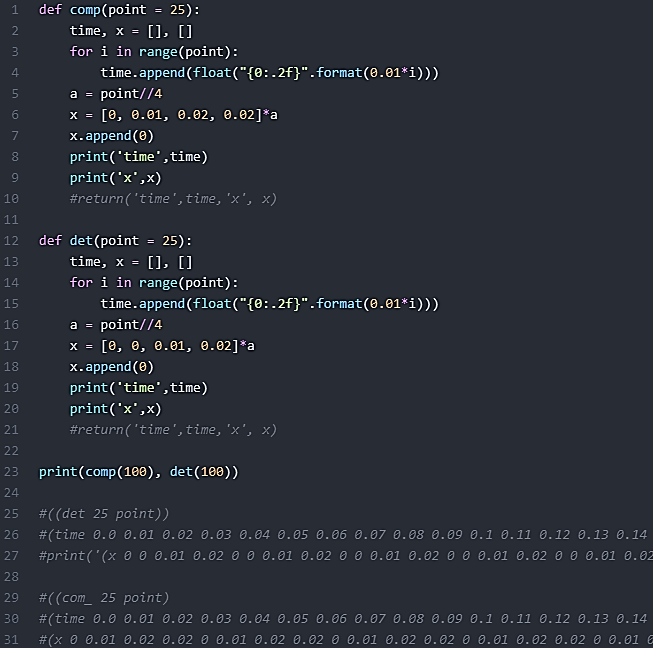 1 def comp(point = 25):
2 time, x = [], []
3 for i in range(point):
4 time.append(float("{0:.2f}".format(0.01*i)))
5 a = point//4
6 x = [0, 0.01, 0.02, 0.02]*a
7 x.append(0)
8 print('time',time)
9 print('x',x)
10 #return('time',time,'x', x)
11
12 def det(point = 25):
13 time, x = [], []
14 for i in range(point):
15 time.append(float("{0:.2f}".format(0.01*i)))
16 a = point//4
17 x = [0, 0, 0.01, 0.02]*a
18 x.append(0)
19 print('time',time)
20 print('x',x)
21 #return('time',time,'x', x)
22
23 print(comp(100), det(100))
24
25 #((det 25 point))
26 #(time 0.0 0.01 0.02 0.03 0.04 0.05 0.06 0.07 0.08 0.09 0.1 0.11 0.12 0.13 0.14
27 #print('(x 0 0 0.01 0.02 0 0 0.01 0.02 0 0 0.01 0.02 0 0 0.01 0.02 0 0 0.01 0.02
28
29 #((com_ 25 point)
30 #(time 0.0 0.01 0.02 0.03 0.04 0.05 0.06 0.07 0.08 0.09 0.1 0.11 0.12 0.13 0.14
31 #(x 0 0.01 0.02 0.02 0 0.01 0.02 0.02 0 0.01 0.02 0.02 0 0.01 0.02 0.02 0 0.01 0